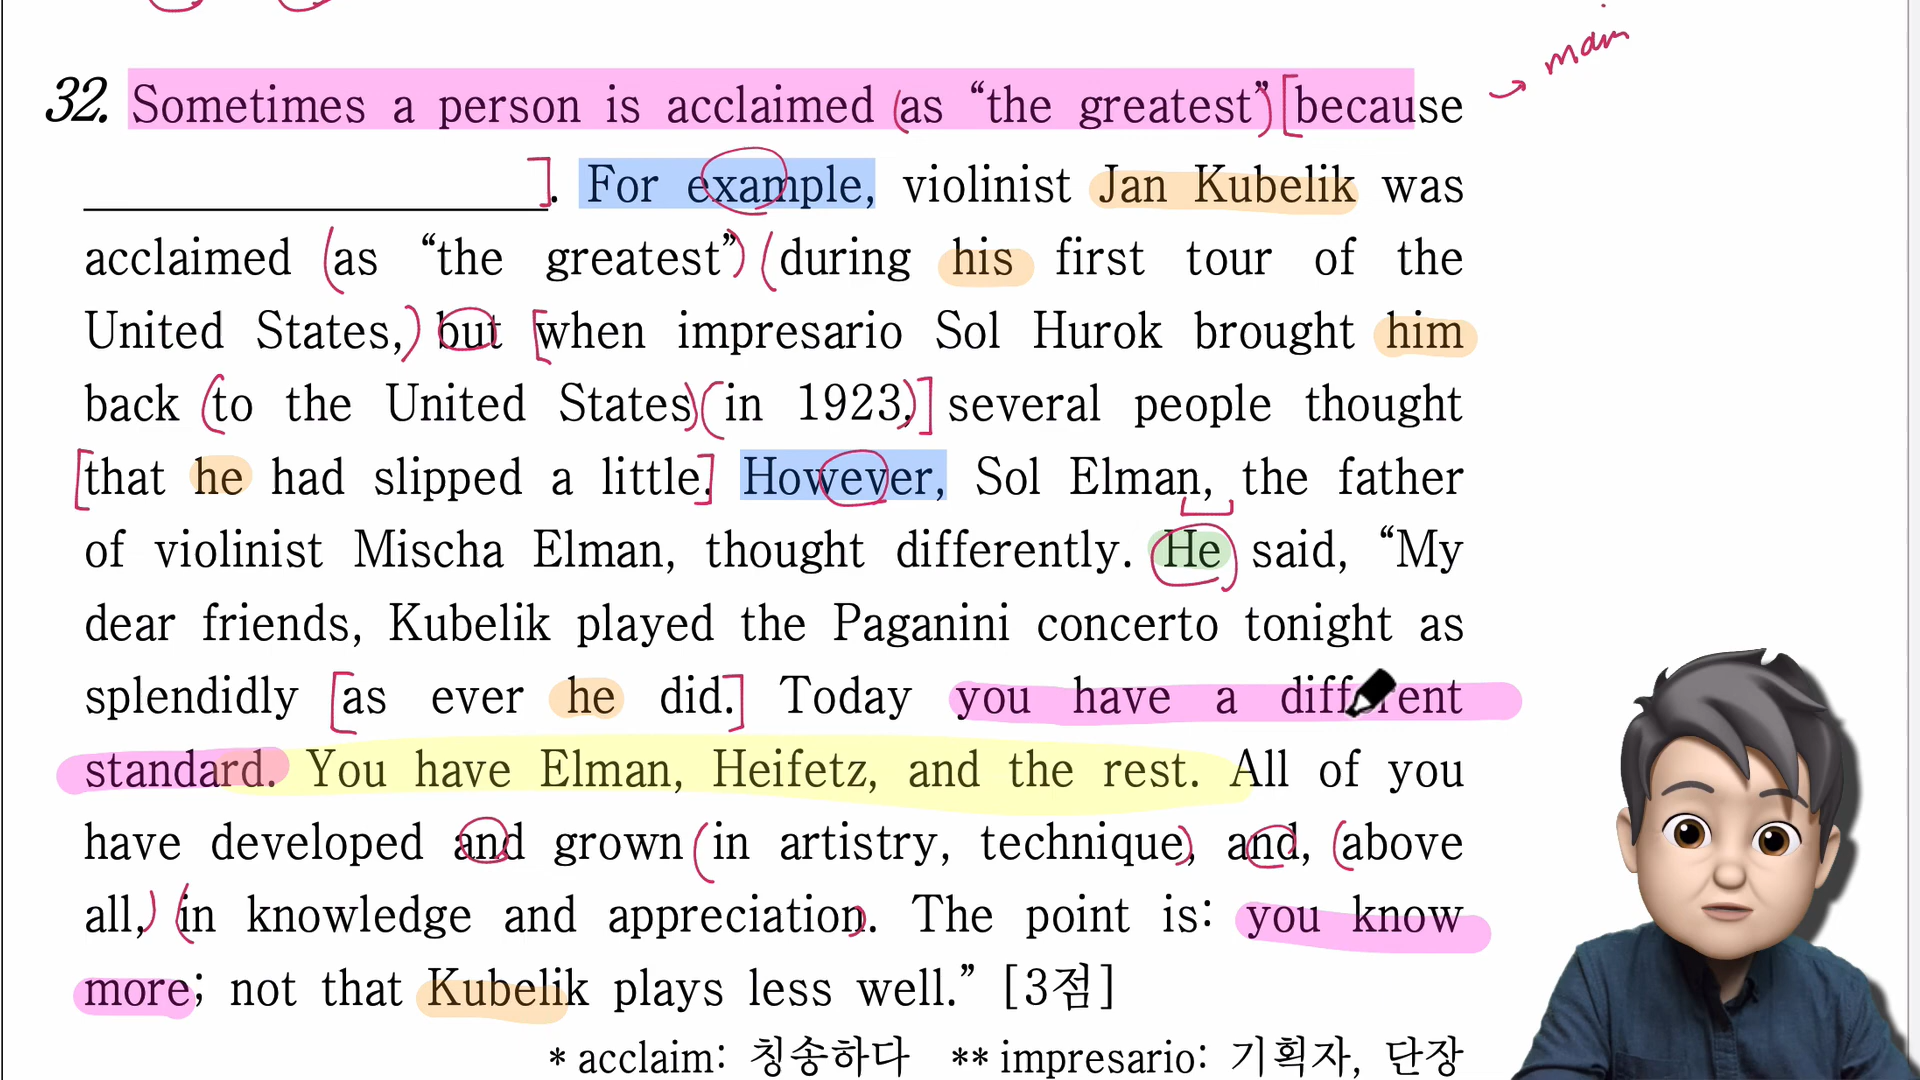 main
32. Sometimes a person is acclaimed as “the greatest” because
____________________. For example, violinist Jan Kubelik was
acclaimed as “the greatest” during his first tour of the
United States, but when impresario Sol Hurok brought him
back to the United States in 1923, several people thought
that he had slipped a little. However, Sol Elman, the father
of violinist Mischa Elman, thought differently. He said, “My
dear friends, Kubelik played the Paganini concerto tonight as
splendidly as ever he did. Today you have a different
standard. You have Elman, Heifetz, and the rest. All of you
have developed and grown in artistry, technique, and, above
all, in knowledge and appreciation. The point is: you know
more; not that Kubelik plays less well.” [3점]
* acclaim: 칭송하다 ** impresario: 기획자, 단장